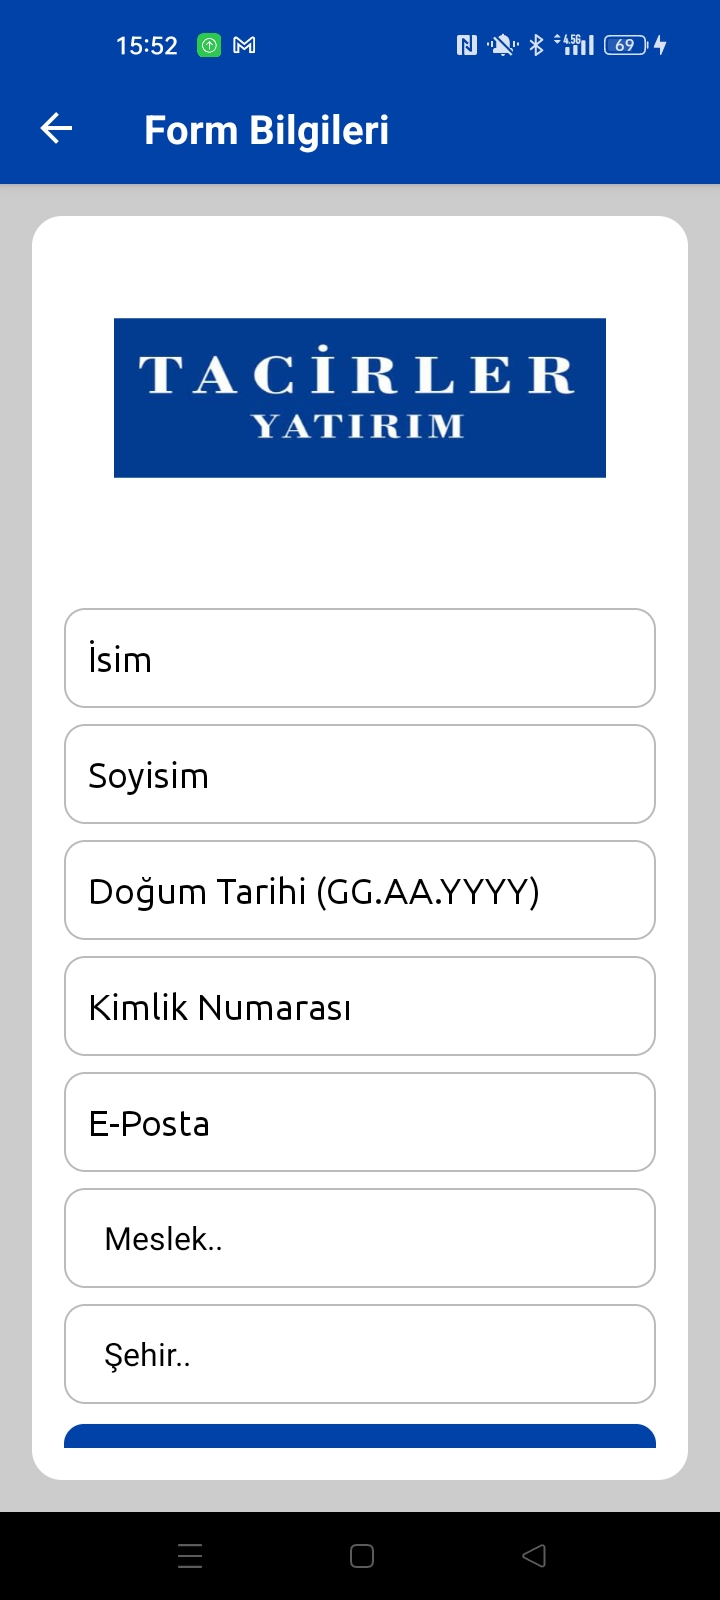 15:52
4.5G
69
Form Bilgileri
TACİRLER
YATIRIM
İsim
Soyisim
Doğum Tarihi (GG.AA.YYYY)
Kimlik Numarası
E-Posta
Meslek..
Şehir..